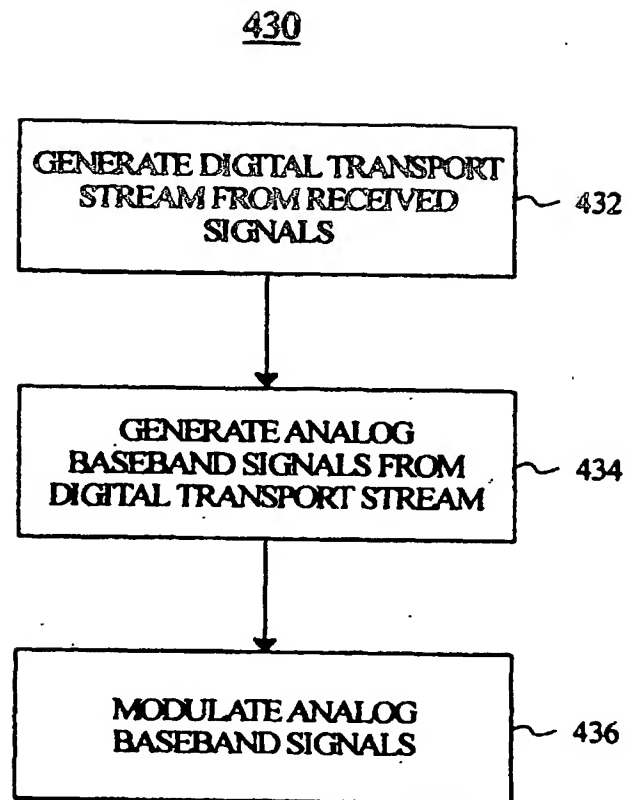 430
GENERATE DIGITAL TRANSPORT
STREAM FROM RECEIVED
SIGNALS
432
GENERATE ANALOG
BASEBAND SIGNALS FROM
DIGITAL TRANSPORT STREAM
434
MODULATE ANALOG
BASEBAND SIGNALS
436